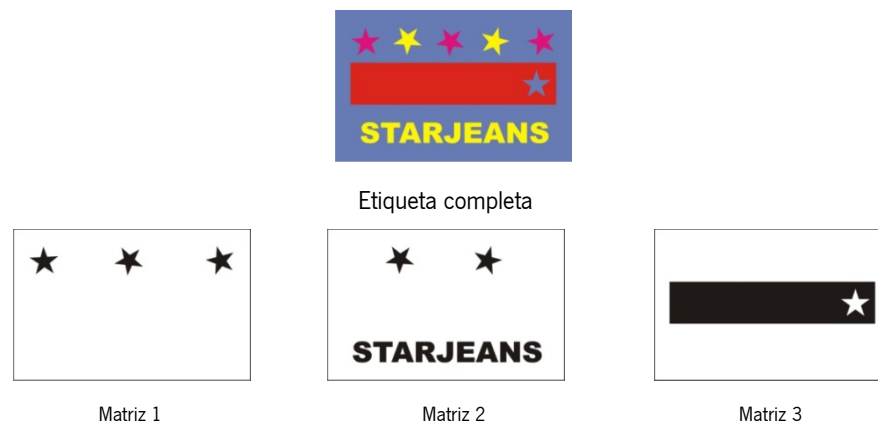 STARJEANS
Etiqueta completa
STARJEANS
Matriz 1
Matriz 2
Matriz 3